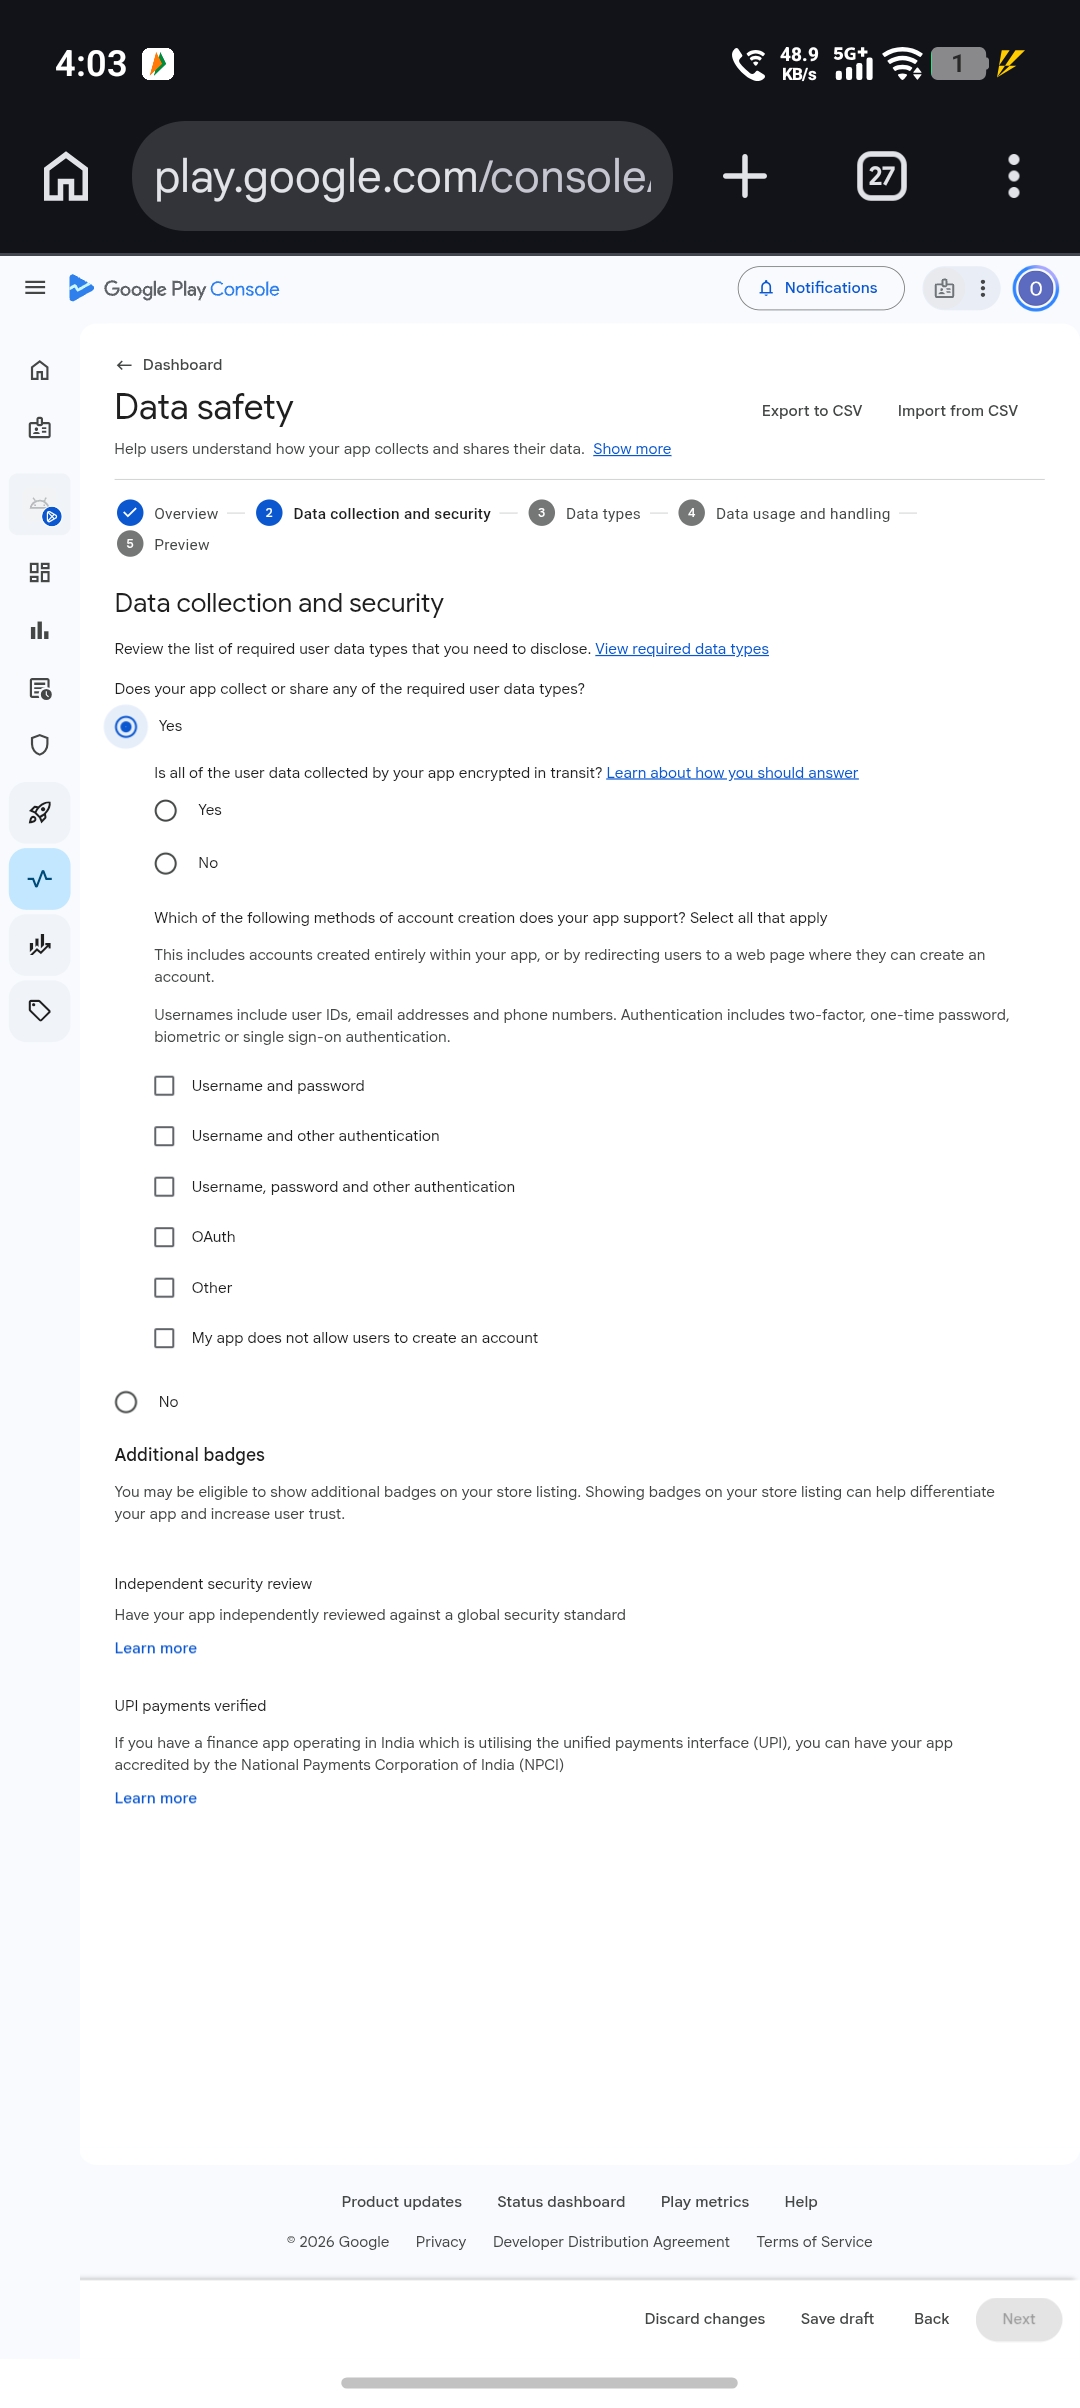 4:03
48.9 KB/s 5G+ 1
play.google.com/console/
27
Google Play Console
Notifications
O
Dashboard
Data safety
Export to CSV
Import from CSV
Help users understand how your app collects and shares their data. Show more
Overview
2 Data collection and security
3 Data types
4 Data usage and handling
5 Preview
Data collection and security
Review the list of required user data types that you need to disclose. View required data types
Does your app collect or share any of the required user data types?
Yes
Is all of the user data collected by your app encrypted in transit? Learn about how you should answer
Yes
No
Which of the following methods of account creation does your app support? Select all that apply
This includes accounts created entirely within your app, or by redirecting users to a web page where they can create an
account.
Usernames include user IDs, email addresses and phone numbers. Authentication includes two-factor, one-time password,
biometric or single sign-on authentication.
Username and password
Username and other authentication
Username, password and other authentication
OAuth
Other
My app does not allow users to create an account
No
Additional badges
You may be eligible to show additional badges on your store listing. Showing badges on your store listing can help differentiate
your app and increase user trust.
Independent security review
Have your app independently reviewed against a global security standard
Learn more
UPI payments verified
If you have a finance app operating in India which is utilising the unified payments interface (UPI), you can have your app
accredited by the National Payments Corporation of India (NPCI)
Learn more
Product updates Status dashboard Play metrics Help
© 2026 Google Privacy Developer Distribution Agreement Terms of Service
Discard changes Save draft Back Next